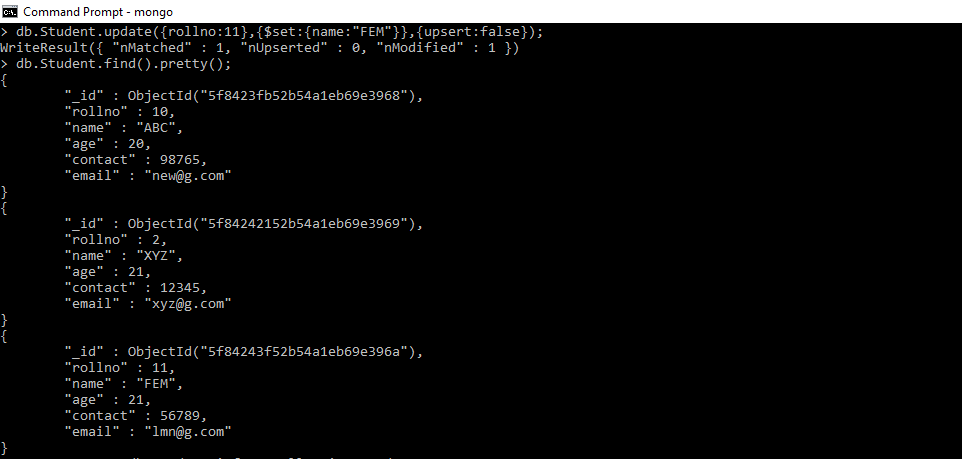 Command Prompt - mongo
> db.Student.update({rollno:11},{$set:{name:"FEM"}},{upsert:false});
WriteResult({ "nMatched" : 1, "nUpserted" : 0, "nModified" : 1 })
> db.Student.find().pretty();
{
        "_id" : ObjectId("5f8423fb52b54a1eb69e3968"),
        "rollno" : 10,
        "name" : "ABC",
        "age" : 20,
        "contact" : 98765,
        "email" : "new@g.com"
}
{
        "_id" : ObjectId("5f84242152b54a1eb69e3969"),
        "rollno" : 2,
        "name" : "XYZ",
        "age" : 21,
        "contact" : 12345,
        "email" : "xyz@g.com"
}
{
        "_id" : ObjectId("5f84243f52b54a1eb69e396a"),
        "rollno" : 11,
        "name" : "FEM",
        "age" : 21,
        "contact" : 56789,
        "email" : "lmn@g.com"
}